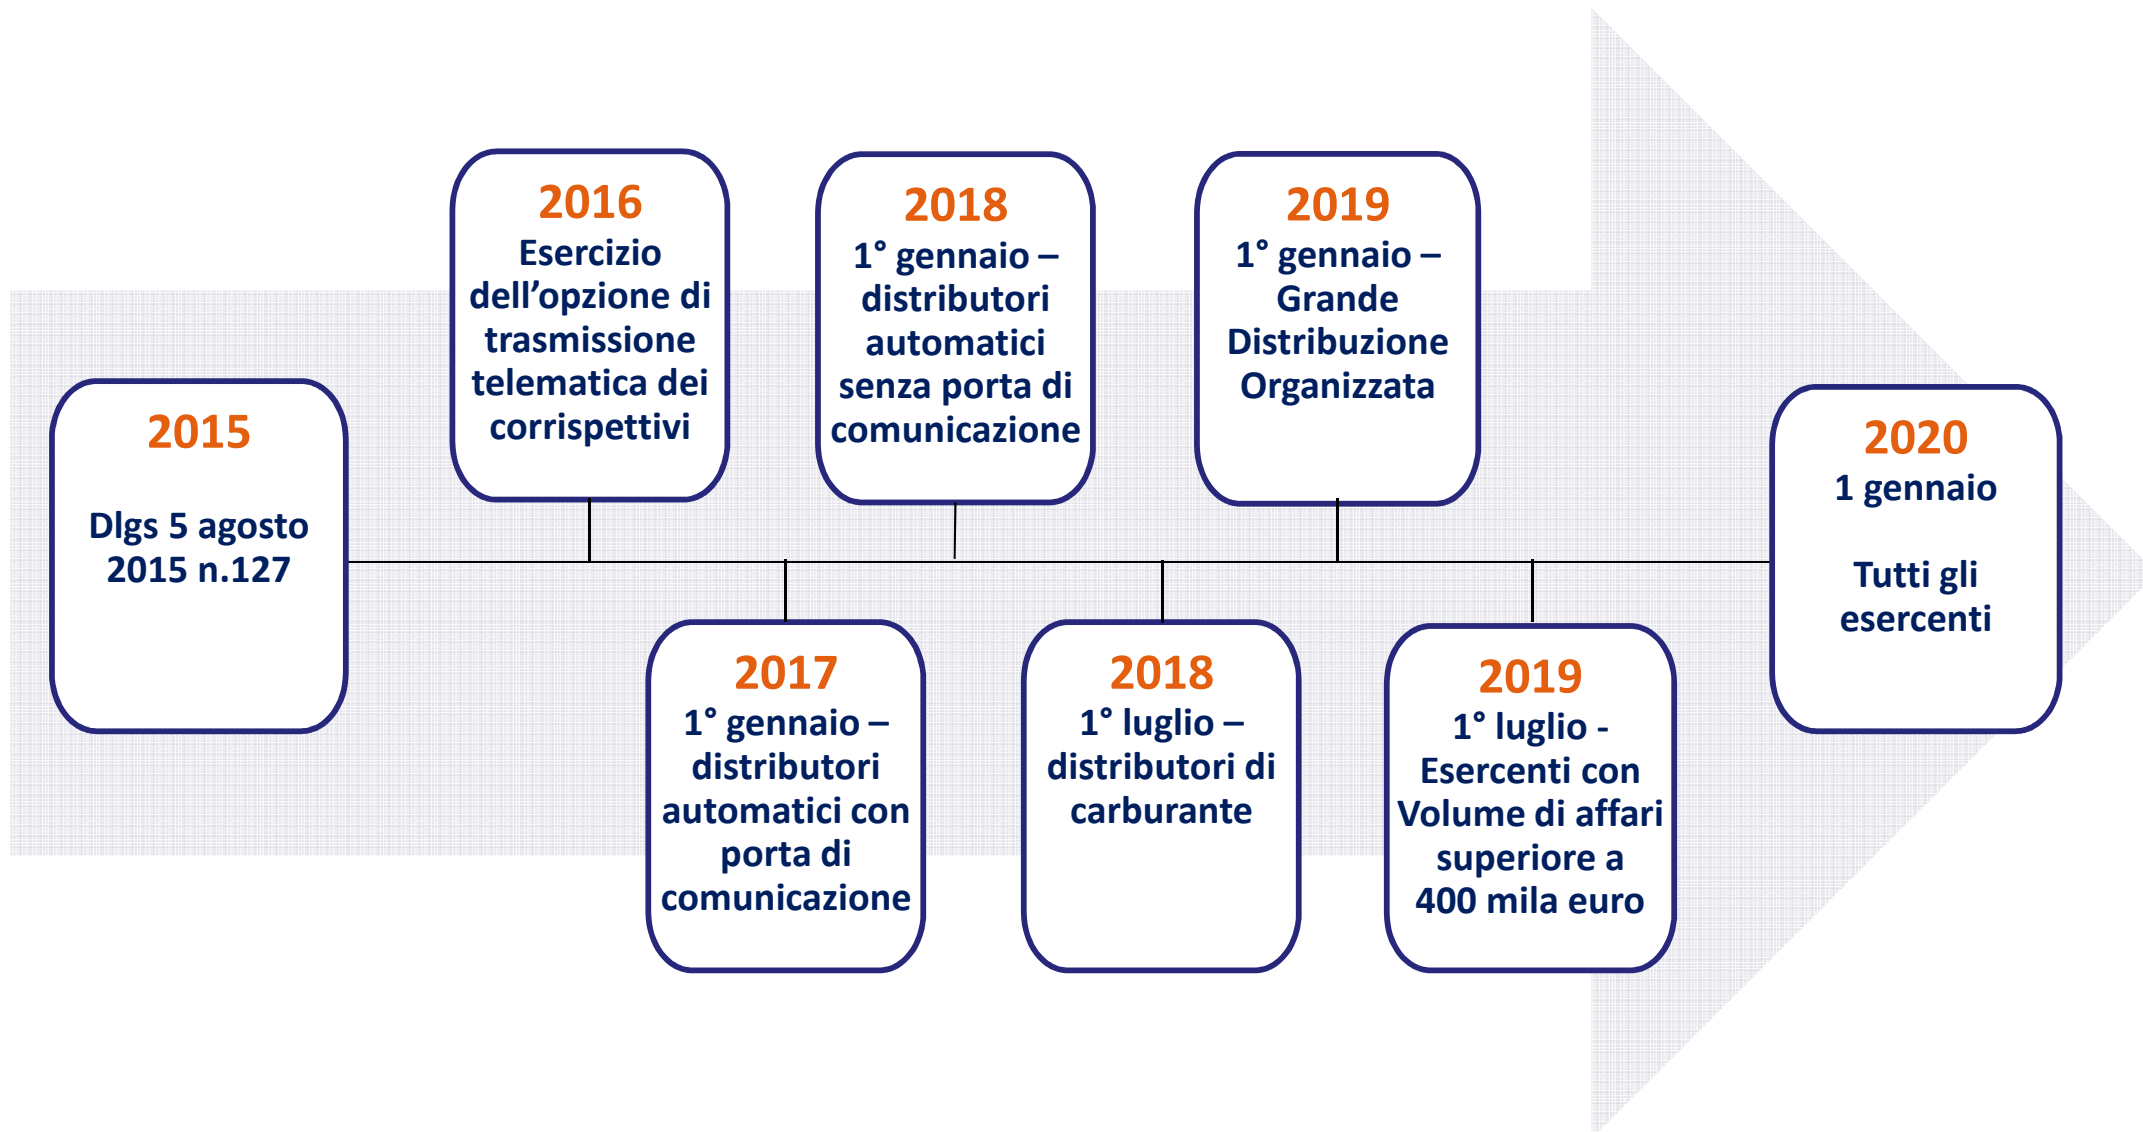 2015
Dlgs 5 agosto
2015 n.127
2016
Esercizio
dell’opzione di
trasmissione
telematica dei
corrispettivi
2017
1° gennaio –
distributori
automatici con
porta di
comunicazione
2018
1° gennaio –
distributori
automatici
senza porta di
comunicazione
2018
1° luglio –
distributori di
carburante
2019
1° gennaio –
Grande
Distribuzione
Organizzata
2019
1° luglio -
Esercenti con
Volume di affari
superiore a
400 mila euro
2020
1 gennaio
Tutti gli
esercenti